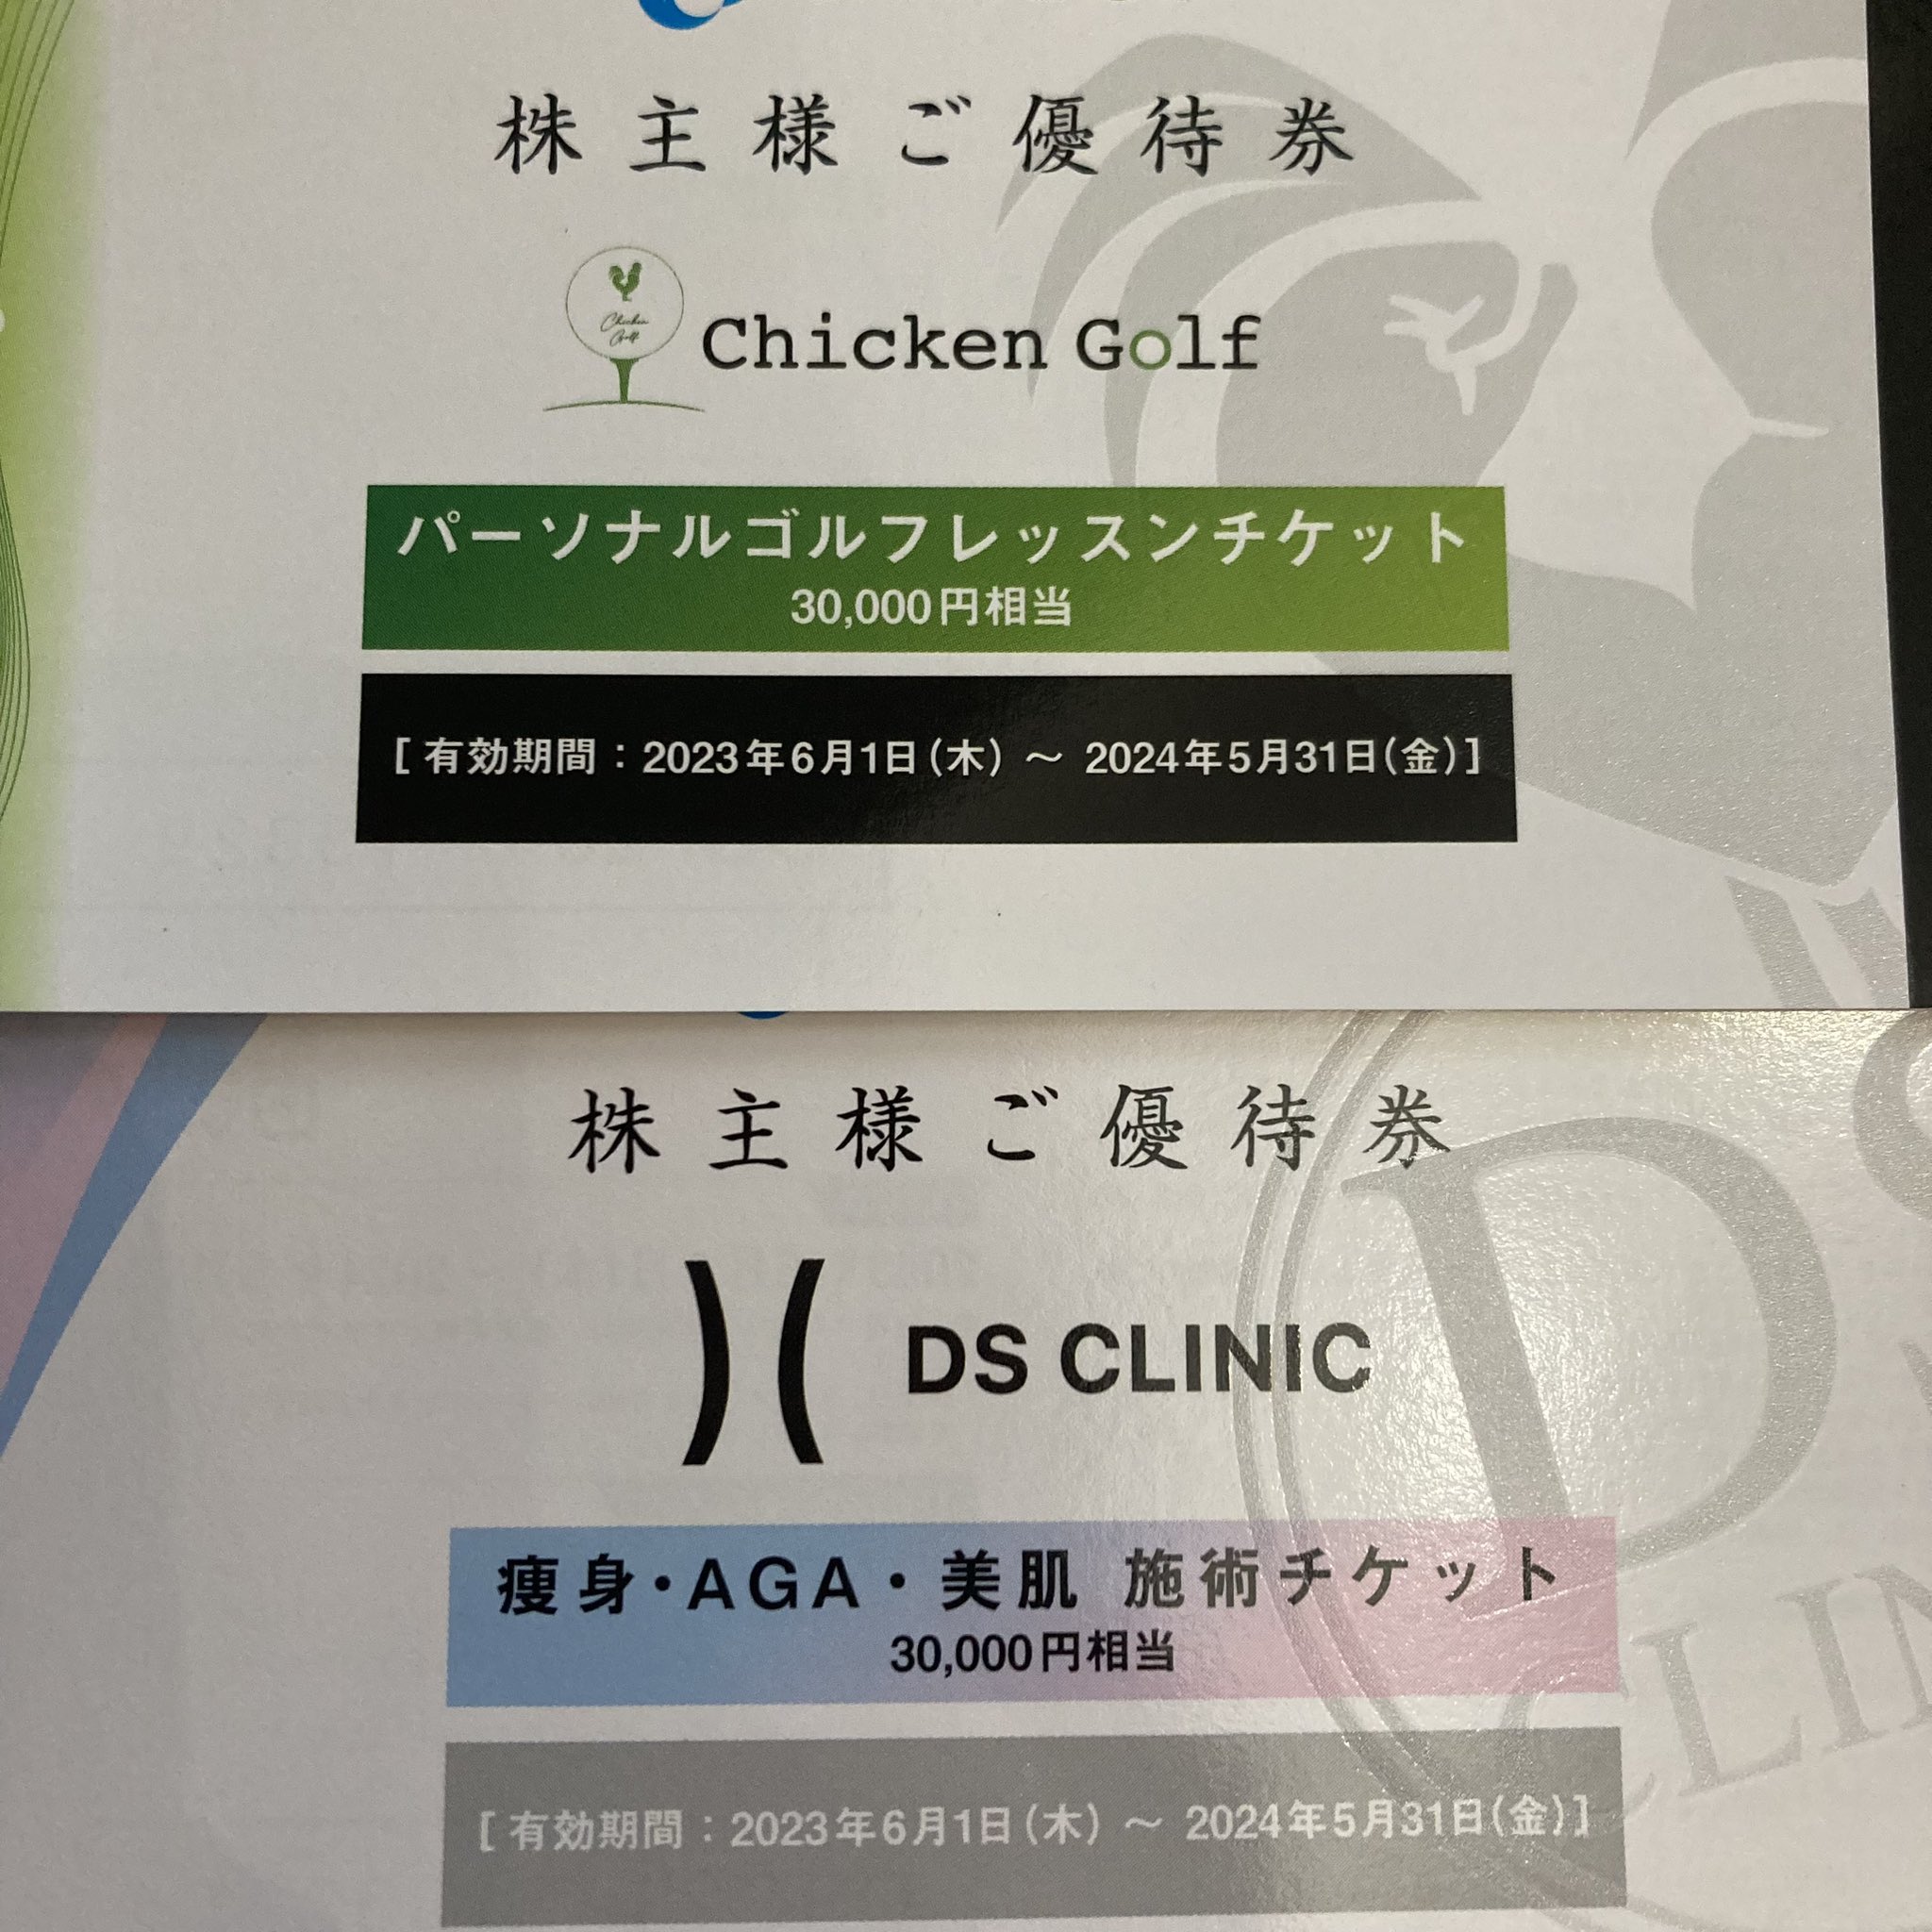 株主様ご優待券
Chicken Golf
Chicken Golf
パーソナルゴルフレッスンチケット
30,000円相当
[有効期間：2023年6月1日（木）～ 2024年5月31日(金)]
株主様ご優待券
DS CLINIC
痩身・AGA・美肌 施術チケット
30,000円相当
[有効期間：2023年6月1日（木）～ 2024年5月31日(金)]
DS
CLIN